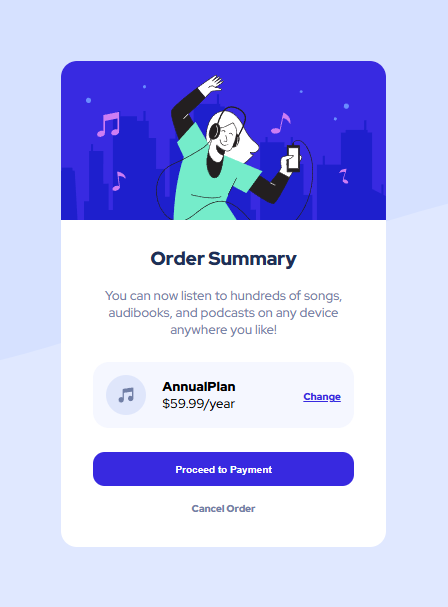 Order Summary
You can now listen to hundreds of songs,
audibooks, and podcasts on any device
anywhere you like!
AnnualPlan
$59.99/year
Change
Proceed to Payment
Cancel Order